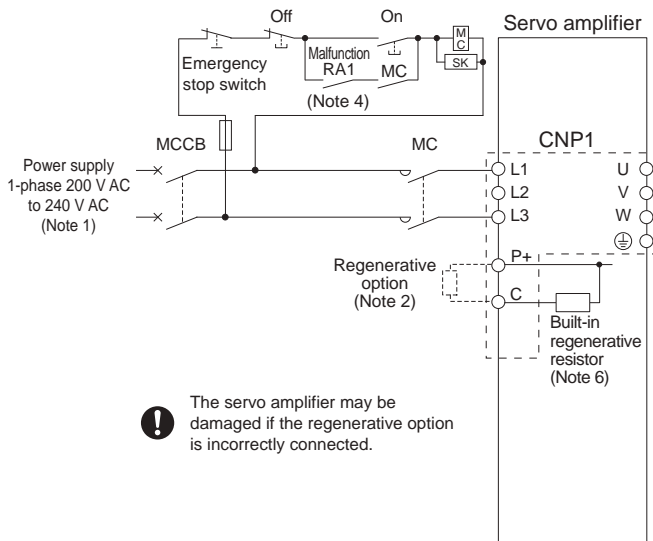 Off
On
Servo amplifier
MC
SK
Emergency
stop switch
Malfunction
RA1
MC
(Note 4)
MCCB
MC
CNP1
Power supply
1-phase 200 V AC
to 240 V AC
(Note 1)
L1
U
L2
V
L3
W
P+
Regenerative
option
(Note 2)
C
Built-in
regenerative
resistor
(Note 6)
The servo amplifier may be
damaged if the regenerative option
is incorrectly connected.